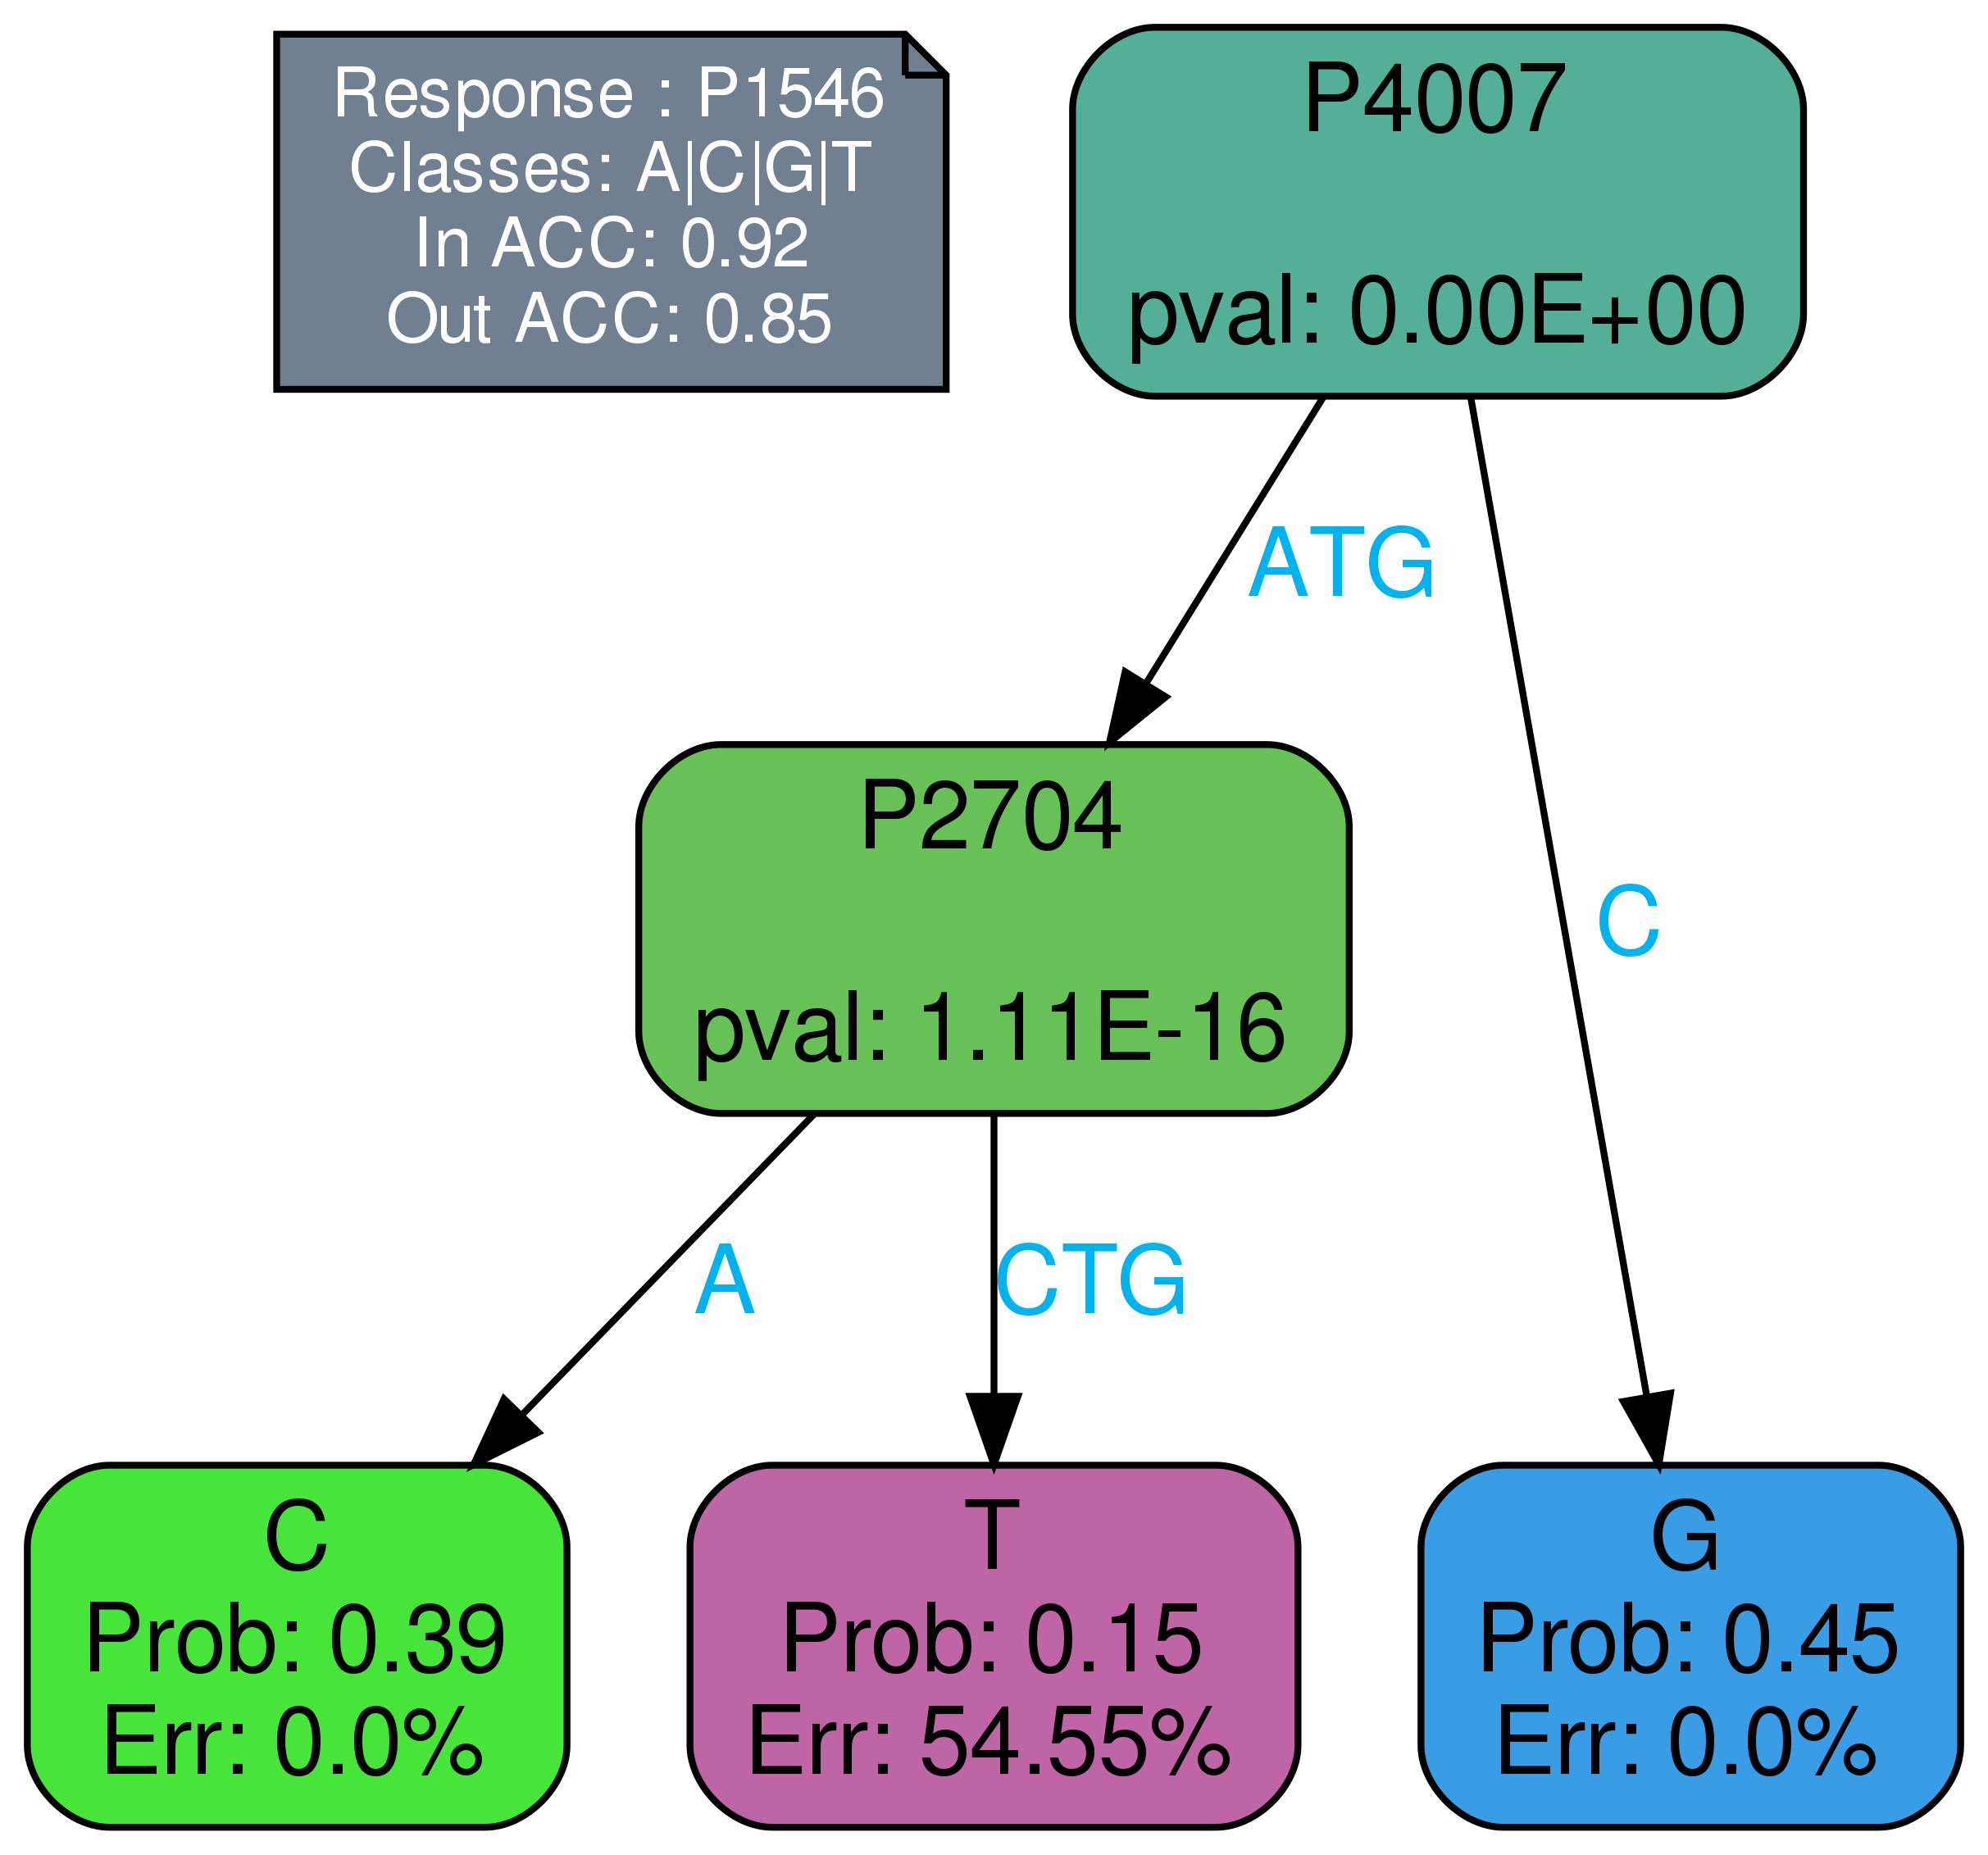 Response : P1546
Classes: A|C|G|T
In ACC: 0.92
Out ACC: 0.85
P4007
pval: 0.00E+00
ATG
P2704
pval: 1.11E-16
C
A
CTG
C
Prob: 0.39
Err: 0.0%
T
Prob: 0.15
Err: 54.55%
G
Prob: 0.45
Err: 0.0%